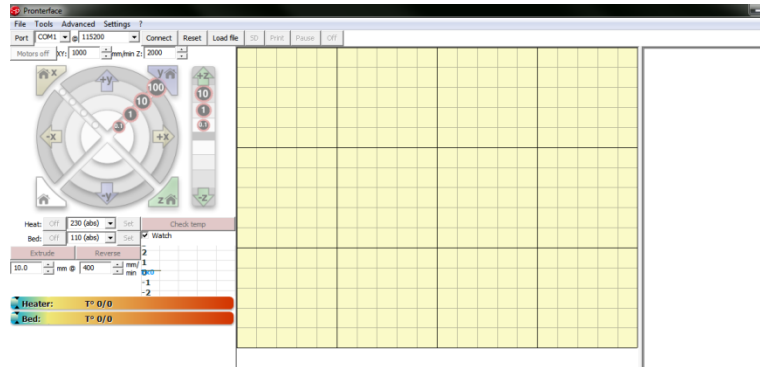 Pronterface
File Tools Advanced Settings ?
Port COM1 @ 115200 Connect Reset Load file SD Print Pause Off
Motors off XY: 1000 mm/min Z: 2000
x +y y +z
100
10 10
1 1
0.1 0.1
-x +x
-y z -z
Heat: Off 230 (abs) Set Check temp
Bed: Off 110 (abs) Set Watch
Extrude Reverse 2
10.0 mm @ 400 mm/ min 1
0
-1
-2
Heater: T° 0/0
Bed: T° 0/0